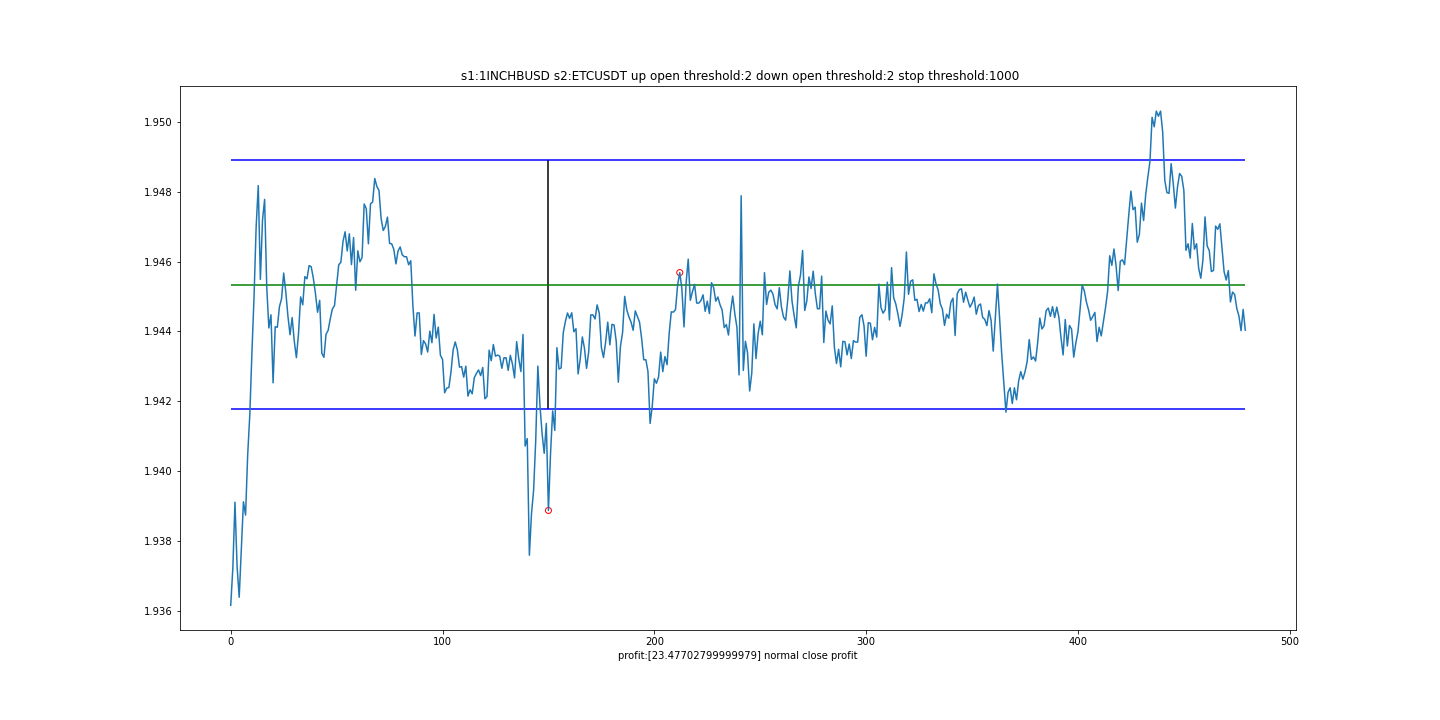 s1:1INCHBUSD s2:ETCUSDT up open threshold:2 down open threshold:2 stop threshold:1000
1.950
1.948
1.946
1.944
1.942
1.940
1.938
1.936
0 100 200 300 400 500
profit:[23.47702799999979] normal close profit